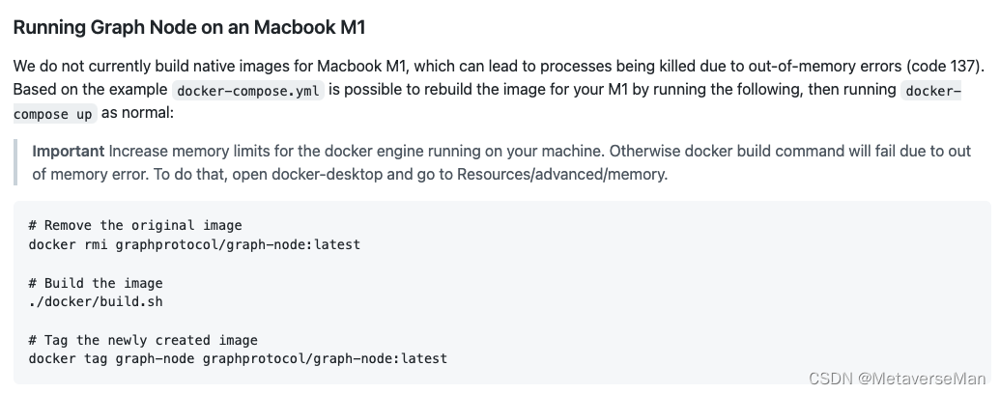 Running Graph Node on an Macbook M1
We do not currently build native images for Macbook M1, which can lead to processes being killed due to out-of-memory errors (code 137).
Based on the example docker-compose.yml is possible to rebuild the image for your M1 by running the following, then running docker-
compose up as normal:
Important Increase memory limits for the docker engine running on your machine. Otherwise docker build command will fail due to out
of memory error. To do that, open docker-desktop and go to Resources/advanced/memory.
# Remove the original image
docker rmi graphprotocol/graph-node:latest
# Build the image
./docker/build.sh
# Tag the newly created image
docker tag graph-node graphprotocol/graph-node:latest
CSDN @MetaverseMan